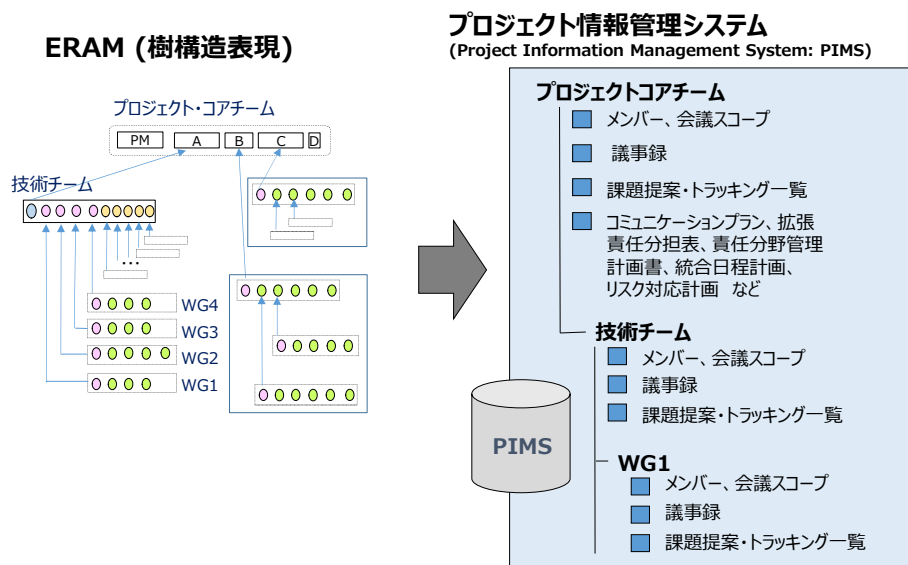 ERAM (樹構造表現)
プロジェクト・コアチーム
PM
A
B
C
D
技術チーム
•••
WG4
WG3
WG2
WG1
プロジェクト情報管理システム
(Project Information Management System: PIMS)
プロジェクトコアチーム
メンバー、会議スコープ
議事録
課題提案・トラッキング一覧
コミュニケーションプラン、拡張
責任分担表、責任分野管理
計画書、統合日程計画、
リスク対応計画 など
技術チーム
メンバー、会議スコープ
議事録
課題提案・トラッキング一覧
PIMS
WG1
メンバー、会議スコープ
議事録
課題提案・トラッキング一覧